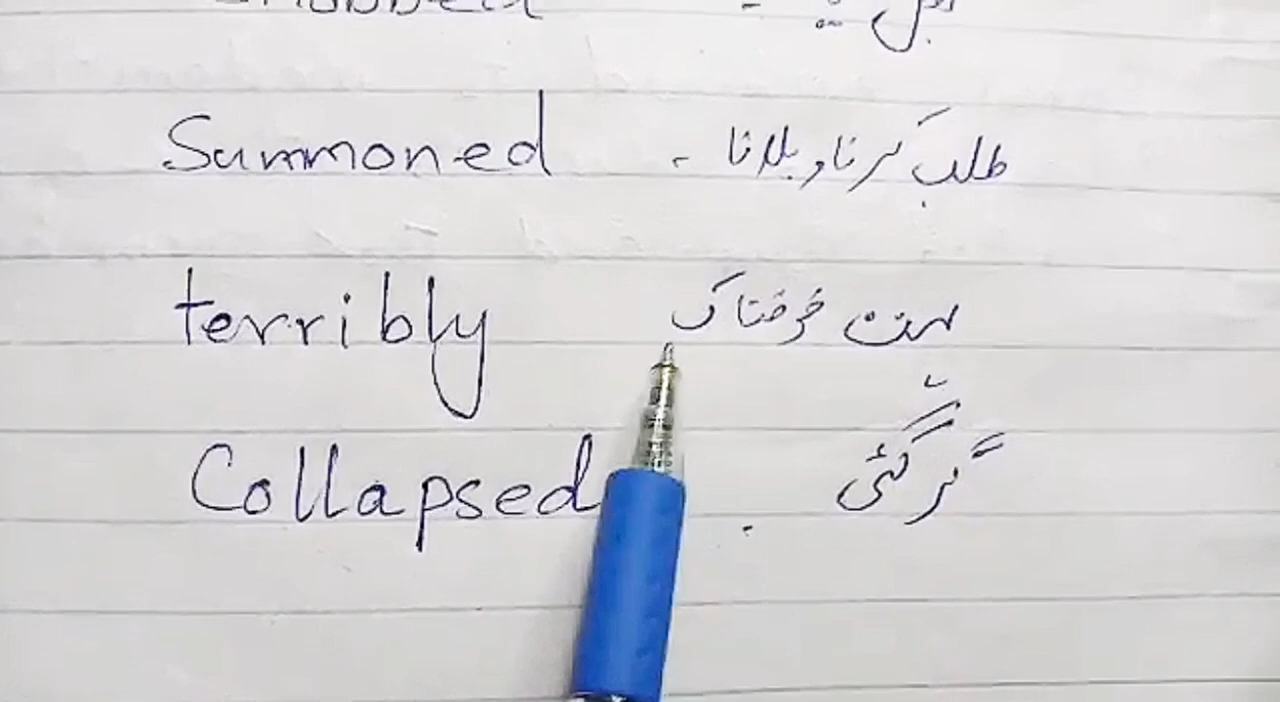 Summoned - طلب کرنا، بلانا
terribly بہت خوفناک
Collapsed . گر گئی